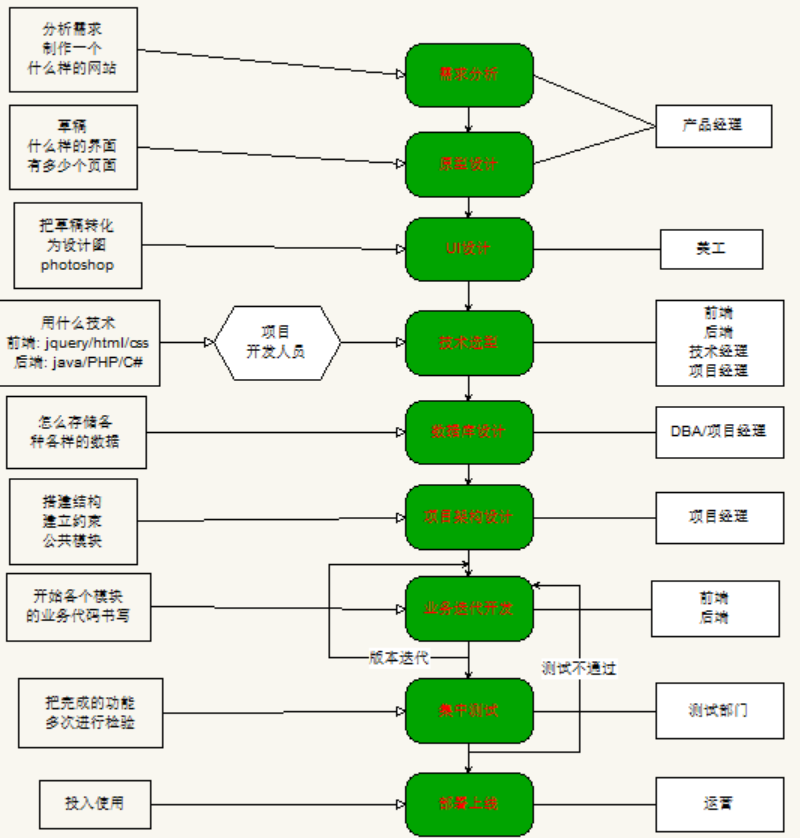 分析需求
制作一个
什么样的网站
需求分析
产品经理
草稿
什么样的界面
有多少个页面
原型设计
把草稿转化
为设计图
photoshop
UI设计
美工
用什么技术
前端: jquery/html/css
后端: java/PHP/C#
项目
开发人员
技术选型
前端
后端
技术经理
项目经理
怎么存储各
种各样的数据
数据库设计
DBA/项目经理
搭建结构
建立约束
公共模块
项目架构设计
项目经理
开始各个模块
的业务代码书写
业务迭代开发
前端
后端
版本迭代
测试不通过
把完成的功能
多次进行检验
集中测试
测试部门
投入使用
部署上线
运营